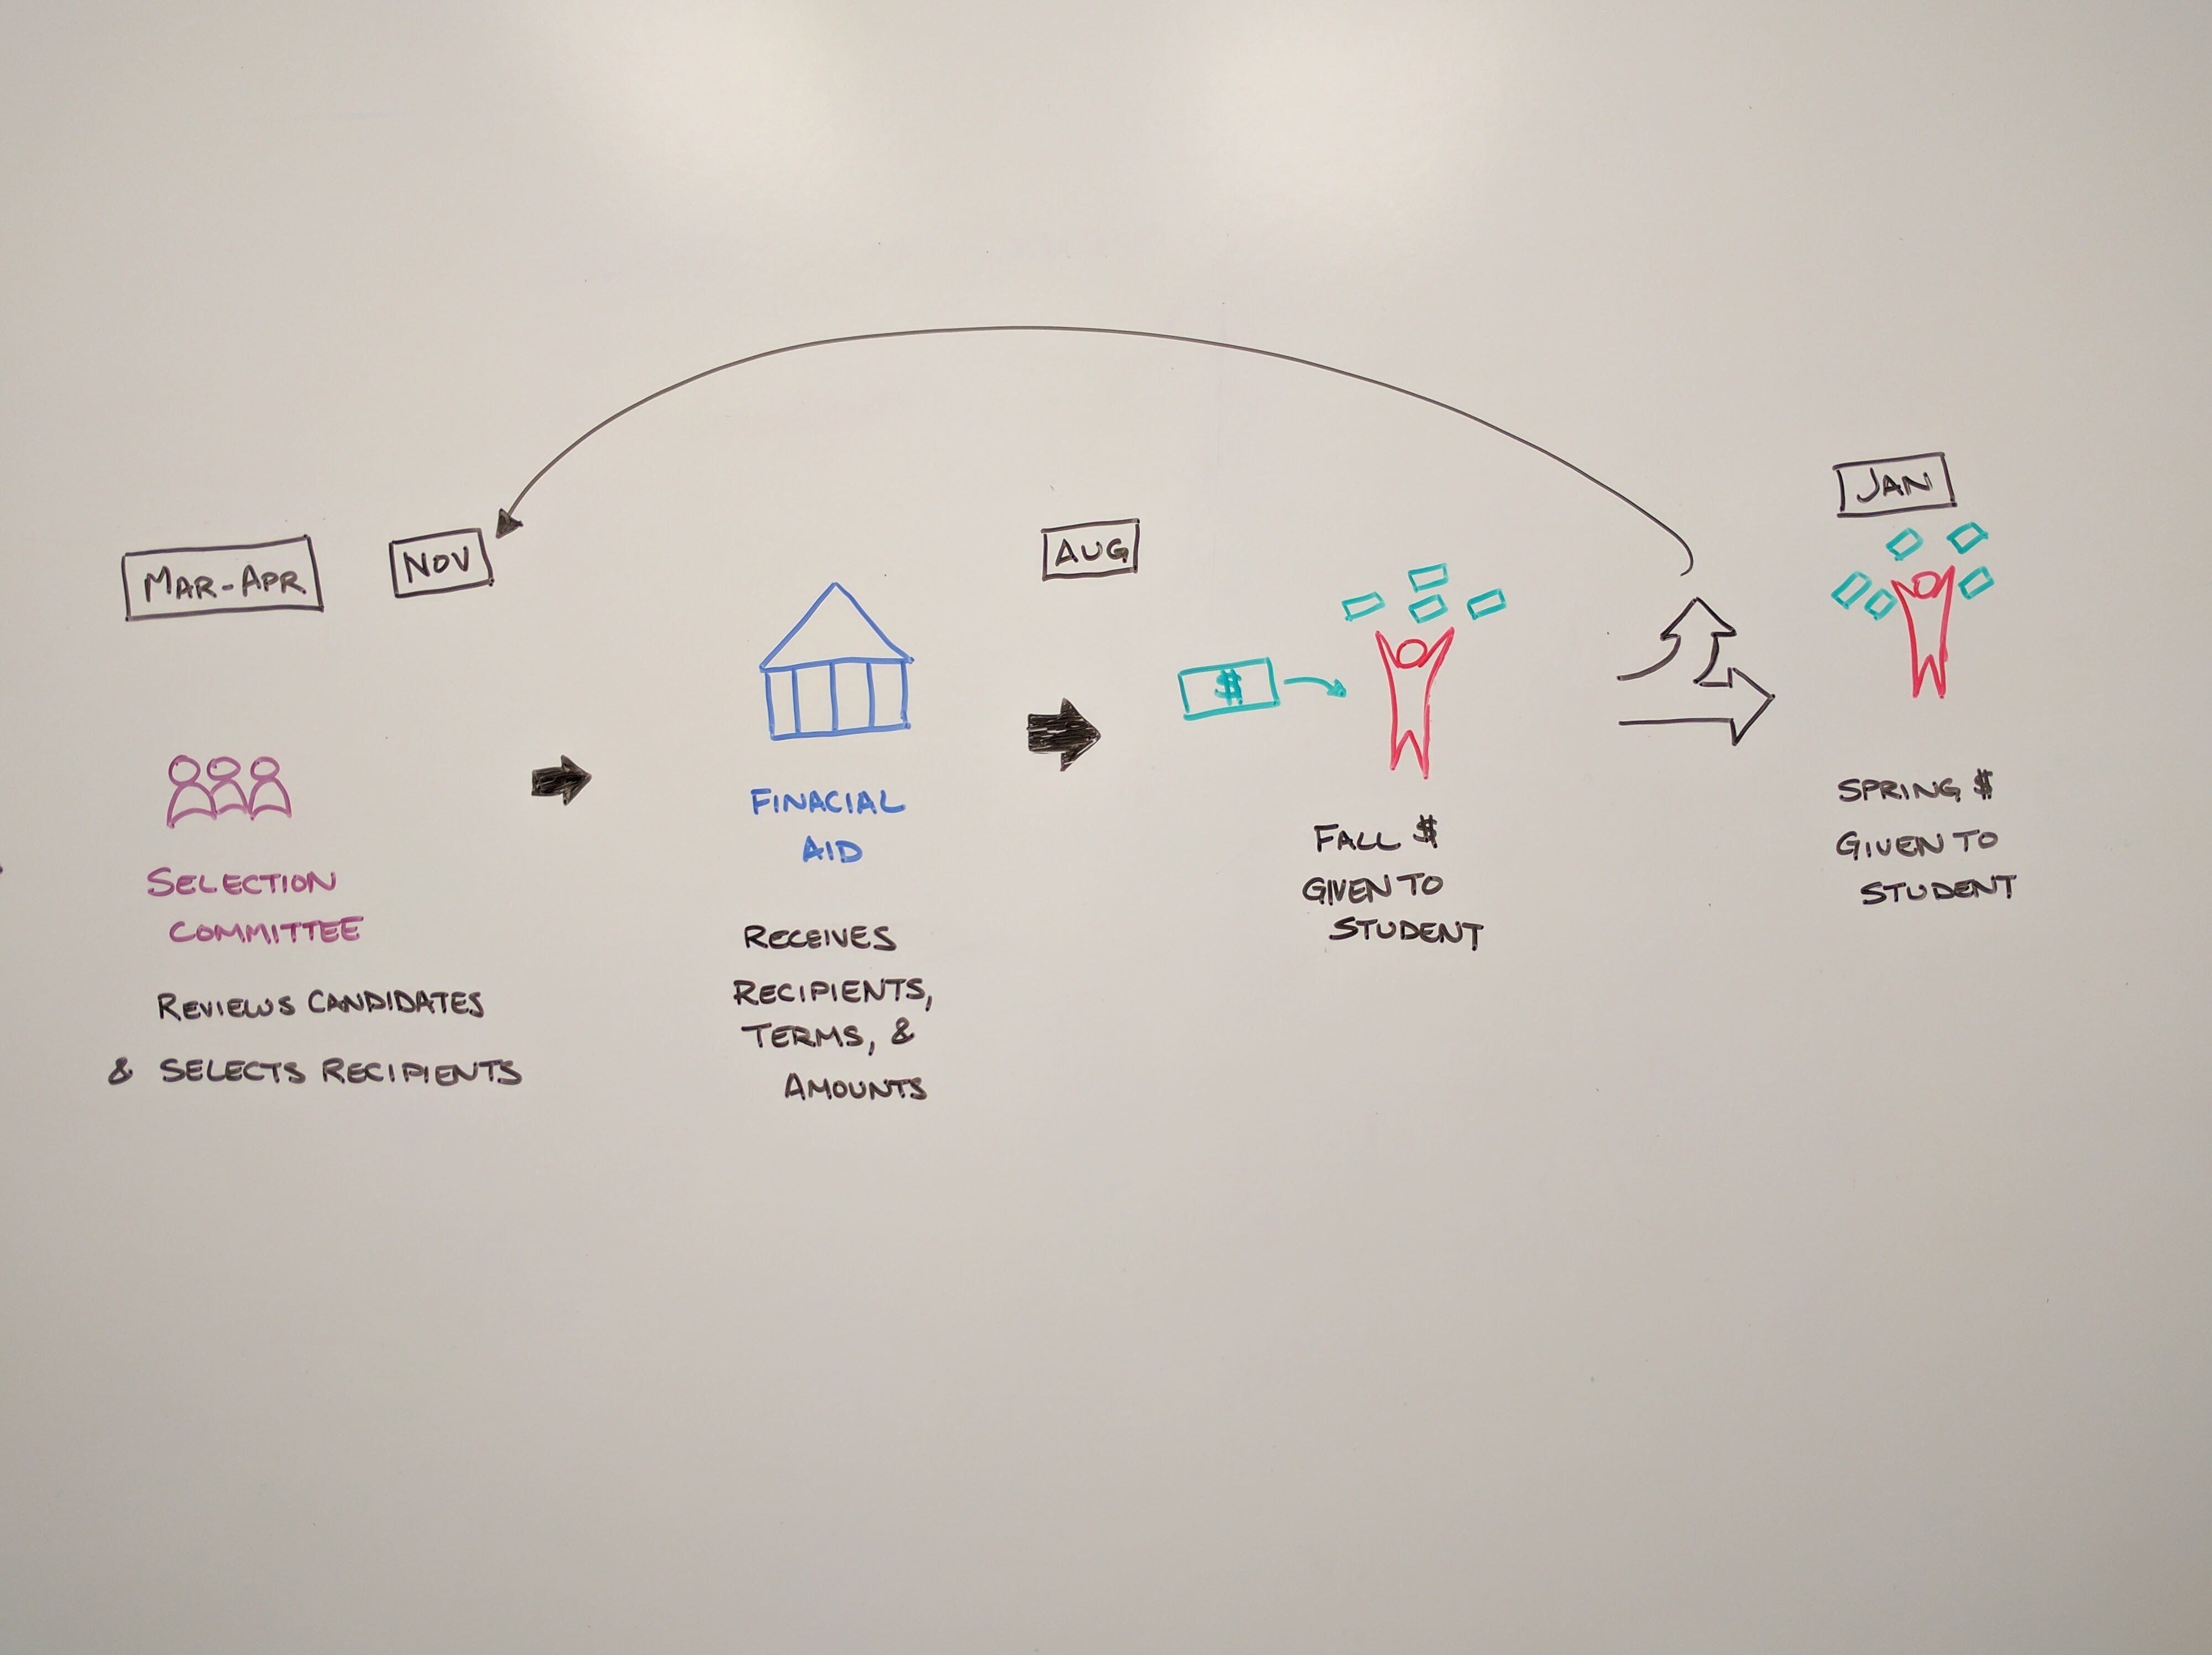 MAR-APR
NOV
SELECTION
COMMITTEE
REVIEWS CANDIDATES
& SELECTS RECIPIENTS
FINACIAL
AID
RECEIVES
RECIPIENTS,
TERMS, &
AMOUNTS
AUG
$
FALL $
GIVEN TO
STUDENT
JAN
SPRING $
GIVEN TO
STUDENT